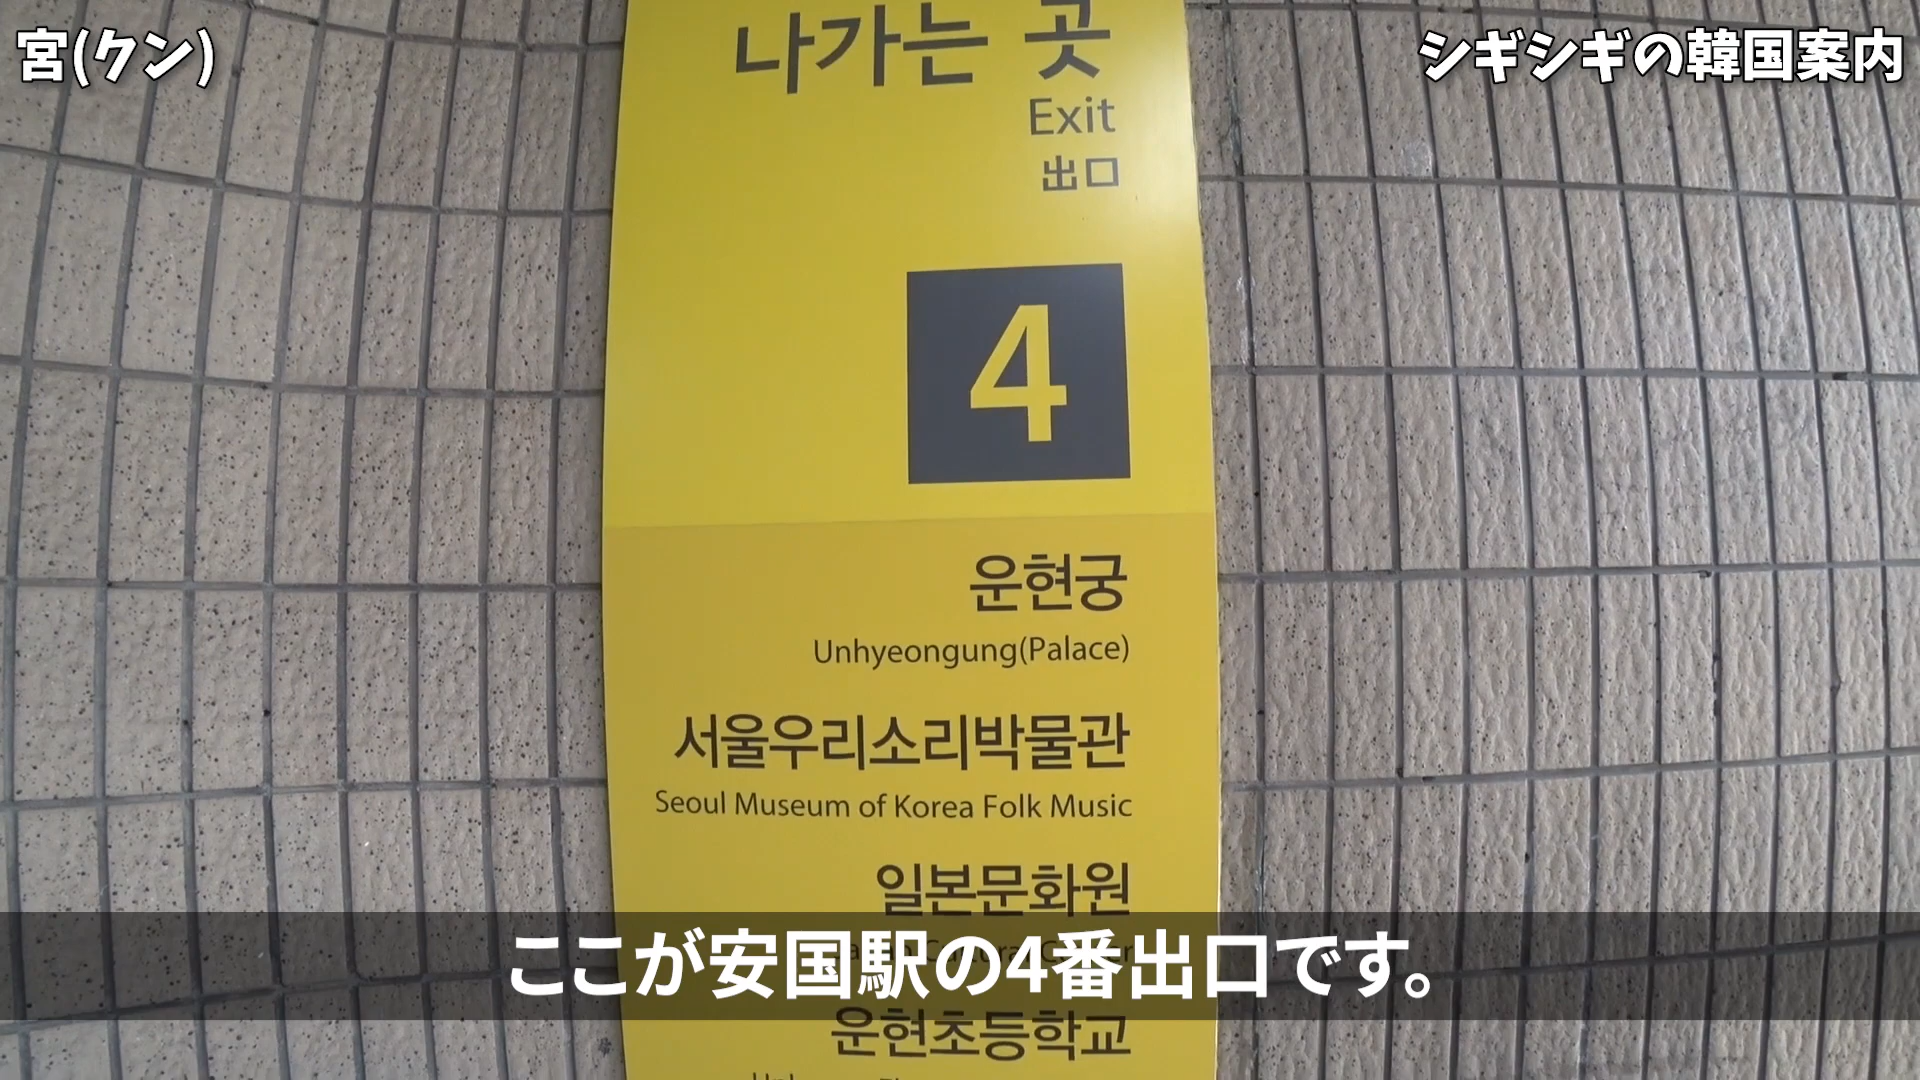 宮(クン)
シギシギの韓国案内
나가는 곳
Exit
出口
4
운현궁
Unhyeongung(Palace)
서울우리소리박물관
Seoul Museum of Korea Folk Music
일본문화원
ここが安国駅の4番出口です。
운현초등학교